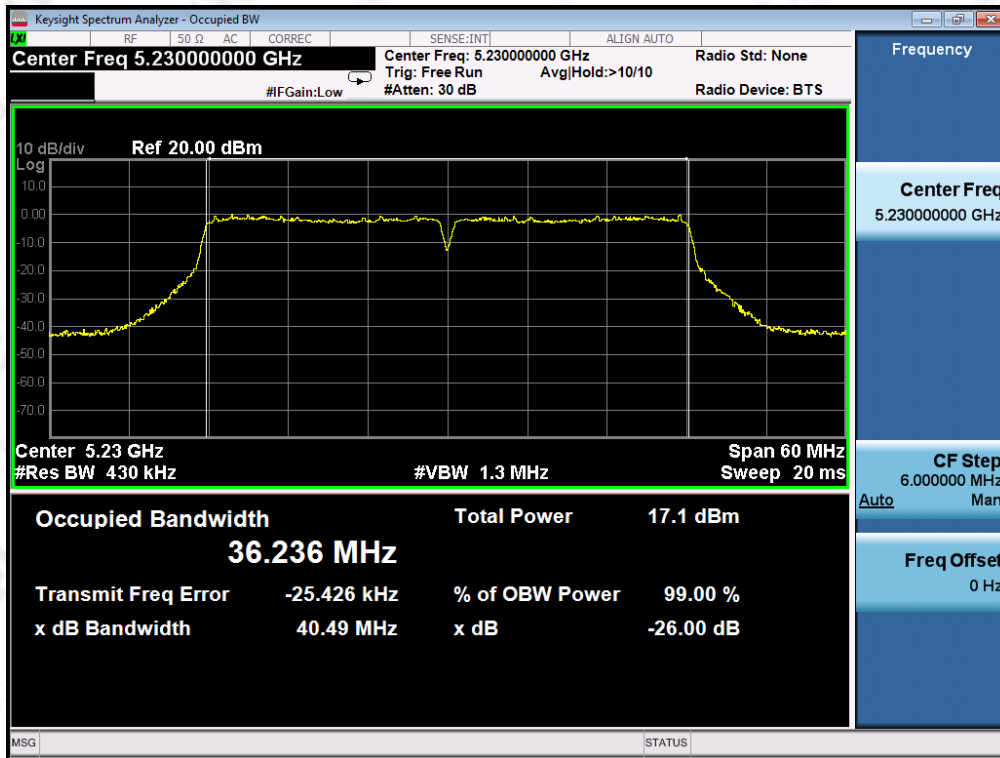 Keysight Spectrum Analyzer - Occupied BW
LXI RF 50 Ω AC CORREC SENSE:INT ALIGN AUTO
Center Freq 5.230000000 GHz
#IFGain:Low
Center Freq: 5.230000000 GHz
Trig: Free Run Avg|Hold:>10/10
#Atten: 30 dB
Radio Std: None
Radio Device: BTS
10 dB/div Ref 20.00 dBm
Log
10.0
0.00
-10.0
-20.0
-30.0
-40.0
-50.0
-60.0
-70.0
Center 5.23 GHz Span 60 MHz
#Res BW 430 kHz #VBW 1.3 MHz Sweep 20 ms
Occupied Bandwidth Total Power 17.1 dBm
36.236 MHz
Transmit Freq Error -25.426 kHz % of OBW Power 99.00 %
x dB Bandwidth 40.49 MHz x dB -26.00 dB
MSG STATUS
Frequency
Center Freq
5.230000000 GHz
CF Step
6.000000 MHz
Auto Man
Freq Offset
0 Hz